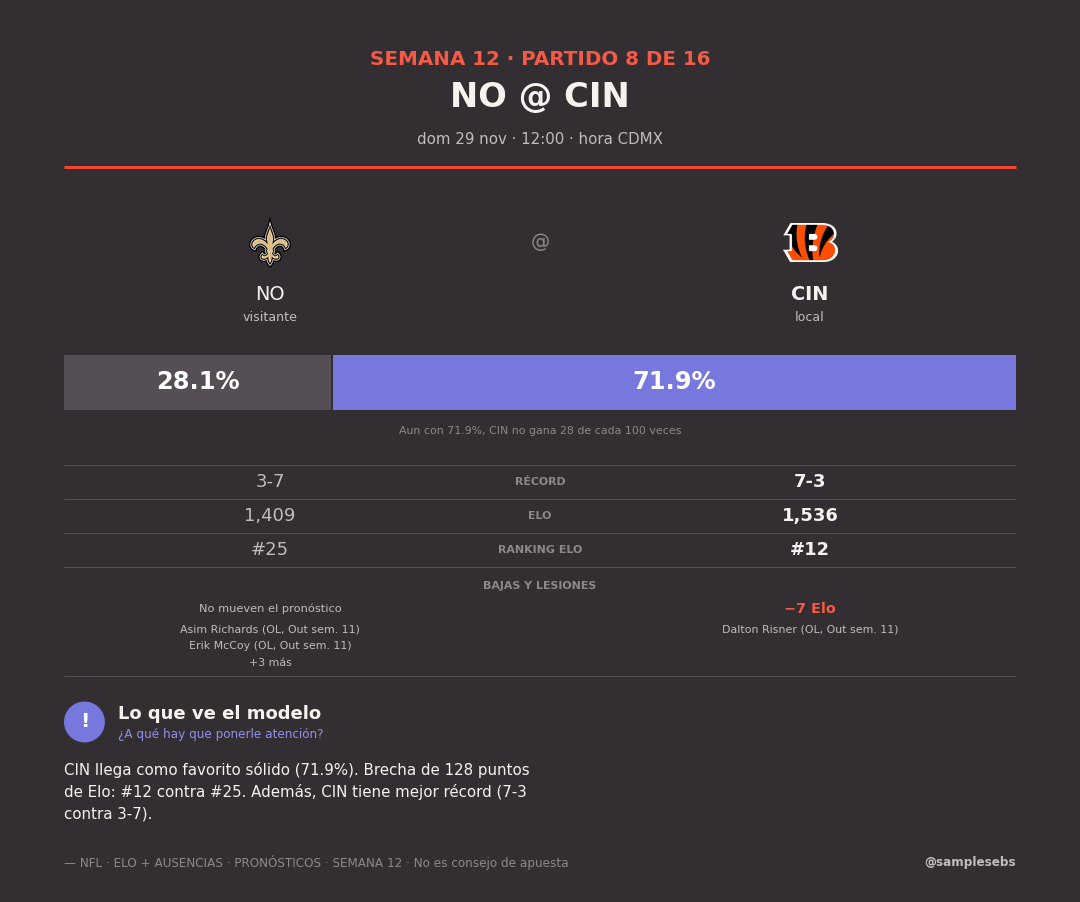 SEMANA 12 · PARTIDO 8 DE 16
NO @ CIN
dom 29 nov · 12:00 · hora CDMX
@
NO
CIN
visitante
local
28.1%
71.9%
Aun con 71.9%, CIN no gana 28 de cada 100 veces
3-7 RÉCORD 7-3
1,409 ELO 1,536
#25 RANKING ELO #12
BAJAS Y LESIONES
No mueven el pronóstico
Asim Richards (OL, Out sem. 11)
Erik McCoy (OL, Out sem. 11)
+3 más
−7 Elo
Dalton Risner (OL, Out sem. 11)
!
Lo que ve el modelo
¿A qué hay que ponerle atención?
CIN llega como favorito sólido (71.9%). Brecha de 128 puntos
de Elo: #12 contra #25. Además, CIN tiene mejor récord (7-3
contra 3-7).
— NFL · ELO + AUSENCIAS · PRONÓSTICOS · SEMANA 12 · No es consejo de apuesta
@samplesebs